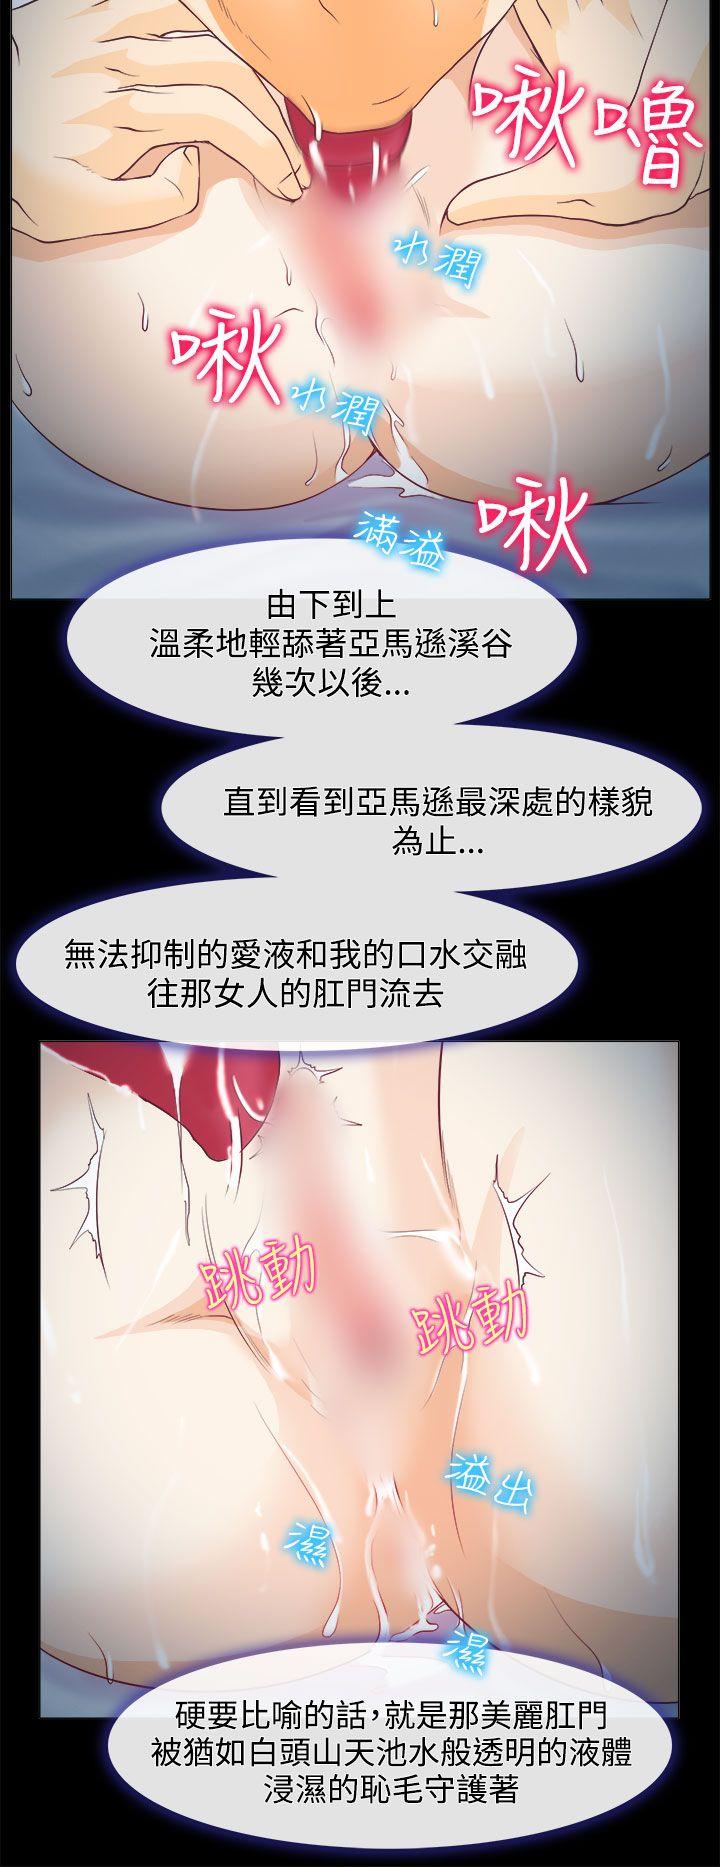 啾嚕
水潤
啾
水潤
啾
滿溢
由下到上
溫柔地輕舔著亞馬遜溪谷
幾次以後...
直到看到亞馬遜最深處的樣貌
為止...
無法抑制的愛液和我的口水交融
往那女人的肛門流去
跳動
跳動
溢出
濕
濕
硬要比喻的話，就是那美麗肛門
被猶如白頭山天池水般透明的液體
浸濕的恥毛守護著